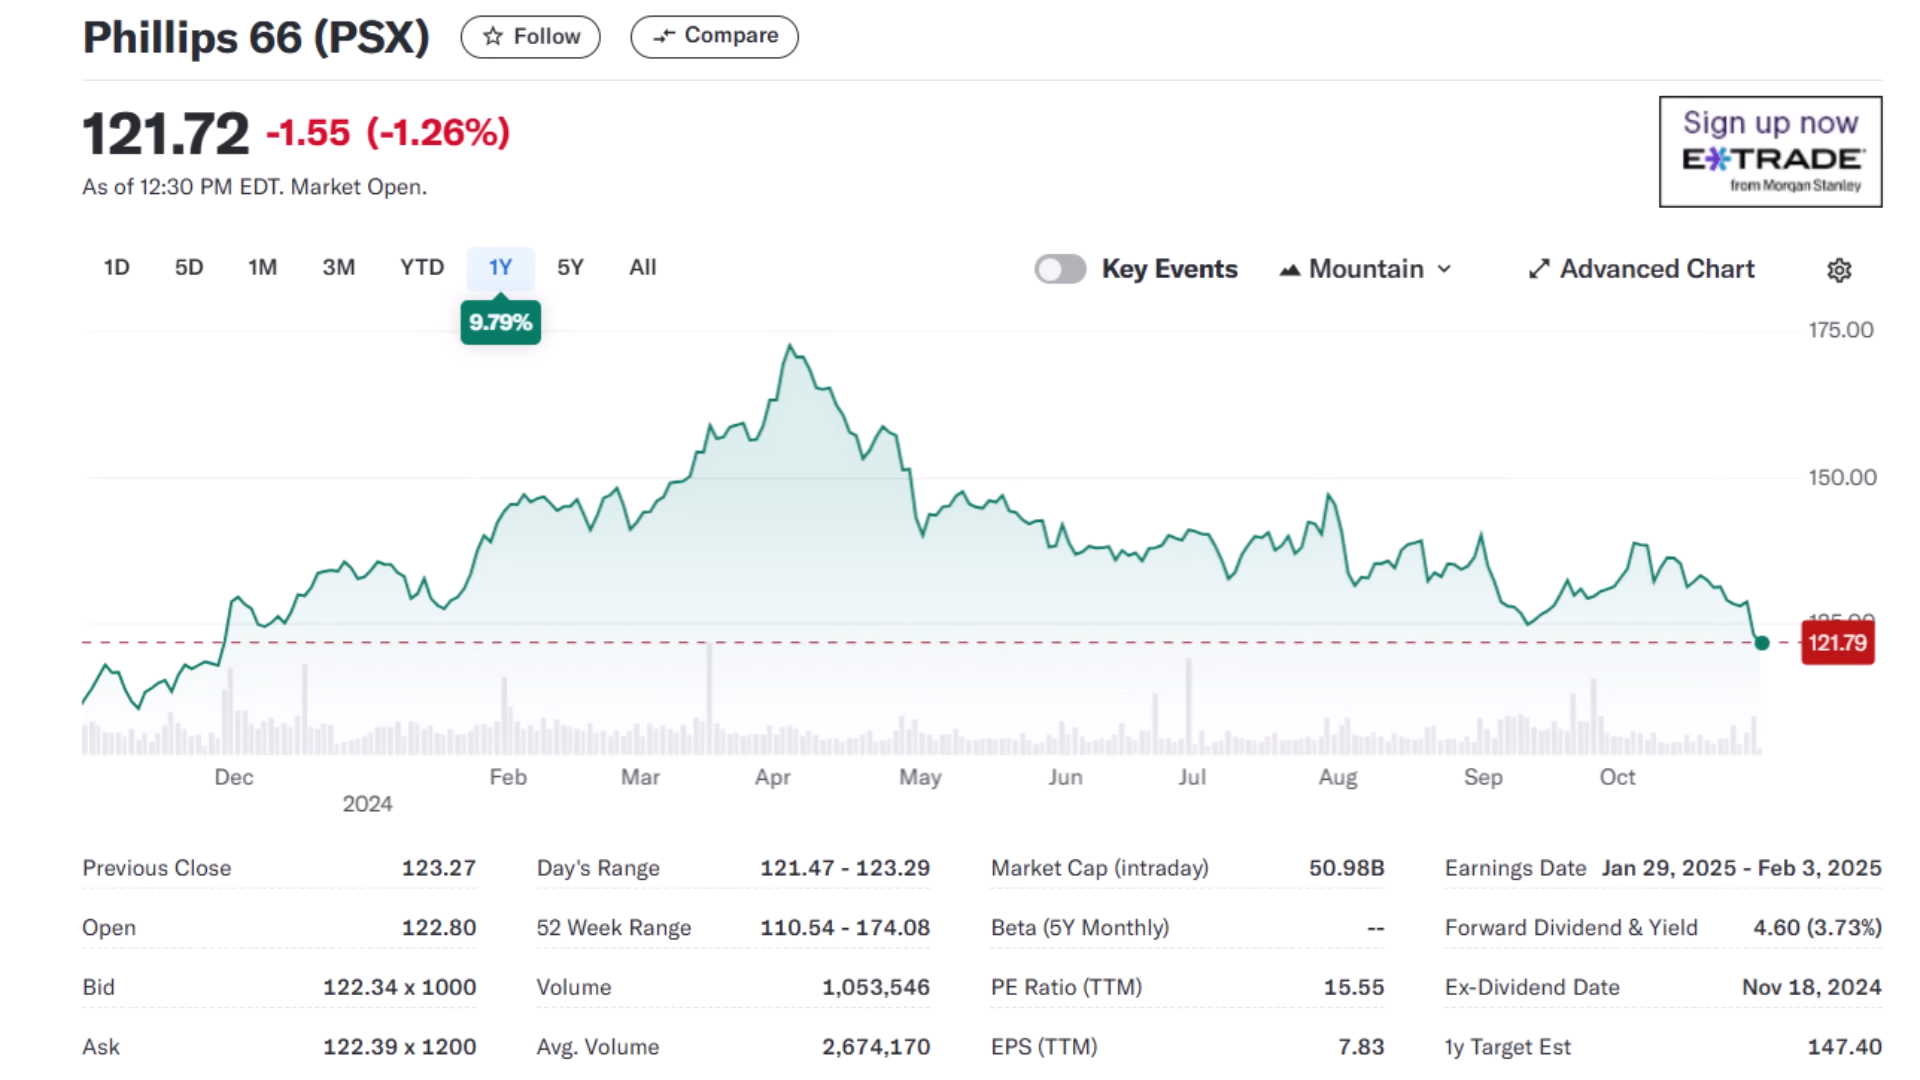 Phillips 66 (PSX) Follow Compare
121.72 -1.55 (-1.26%)
As of 12:30 PM EDT. Market Open.
Sign up now
E*TRADE
from Morgan Stanley
1D 5D 1M 3M YTD 1Y 5Y All Key Events Mountain Advanced Chart
9.79%
175.00
150.00
125.00
121.79
Dec Feb Mar Apr May Jun Jul Aug Sep Oct
2024
Previous Close 123.27 Day's Range 121.47 - 123.29 Market Cap (intraday) 50.98B Earnings Date Jan 29, 2025 - Feb 3, 2025
Open 122.80 52 Week Range 110.54 - 174.08 Beta (5Y Monthly) -- Forward Dividend & Yield 4.60 (3.73%)
Bid 122.34 x 1000 Volume 1,053,546 PE Ratio (TTM) 15.55 Ex-Dividend Date Nov 18, 2024
Ask 122.39 x 1200 Avg. Volume 2,674,170 EPS (TTM) 7.83 1y Target Est 147.40